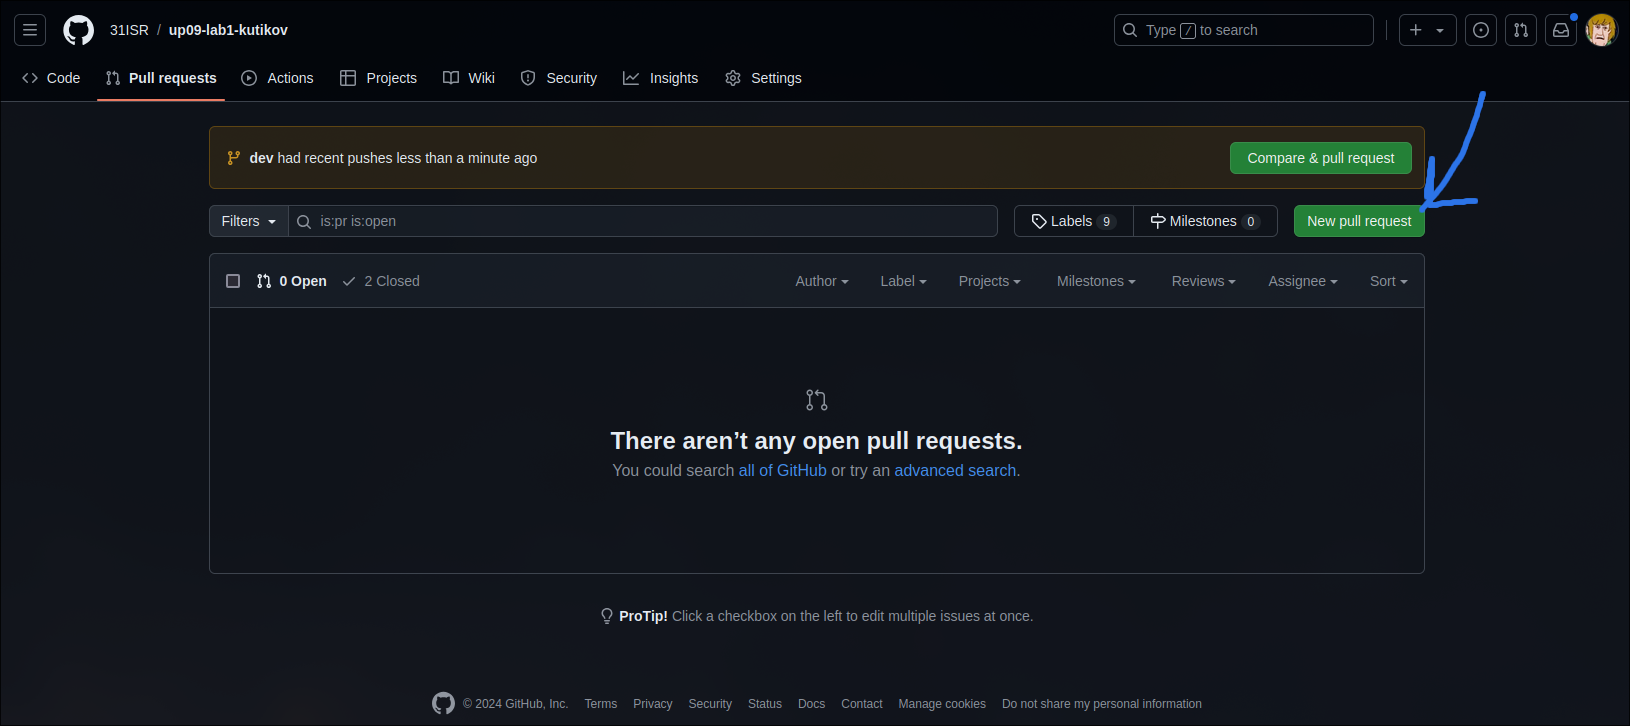 31ISR / up09-lab1-kutikov
Type / to search
Code Pull requests Actions Projects Wiki Security Insights Settings
dev had recent pushes less than a minute ago
Compare & pull request
Filters is:pr is:open Labels 9 Milestones 0 New pull request
0 Open 2 Closed Author Label Projects Milestones Reviews Assignee Sort
There aren’t any open pull requests.
You could search all of GitHub or try an advanced search.
ProTip! Click a checkbox on the left to edit multiple issues at once.
© 2024 GitHub, Inc. Terms Privacy Security Status Docs Contact Manage cookies Do not share my personal information